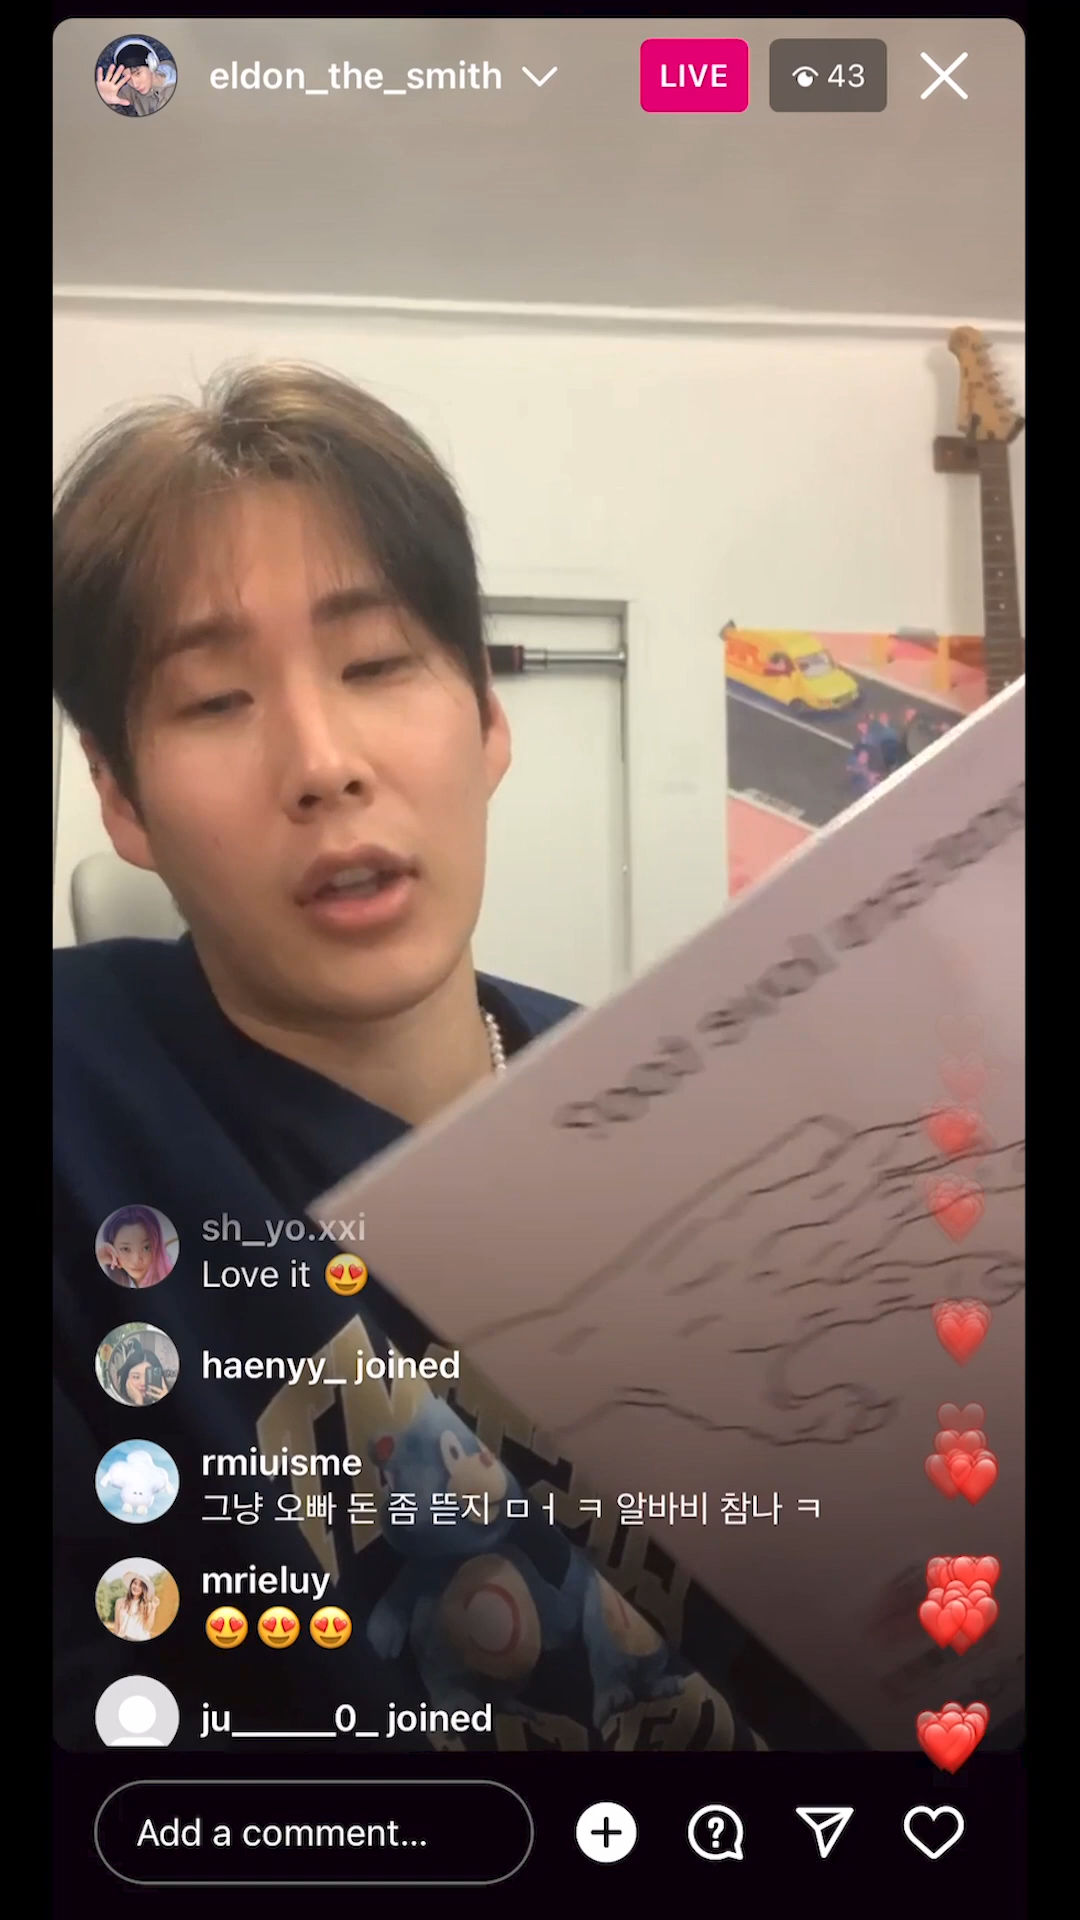 eldon_the_smith
LIVE
43
sh_yo.xxi
Love it 😍
haenyy_ joined
rmiuisme
그냥 오빠 돈 좀 뜯지 ㅁㅓ ㅋ 알바비 참나 ㅋ
mrieluy
😍😍😍
ju_____0_ joined
Add a comment...